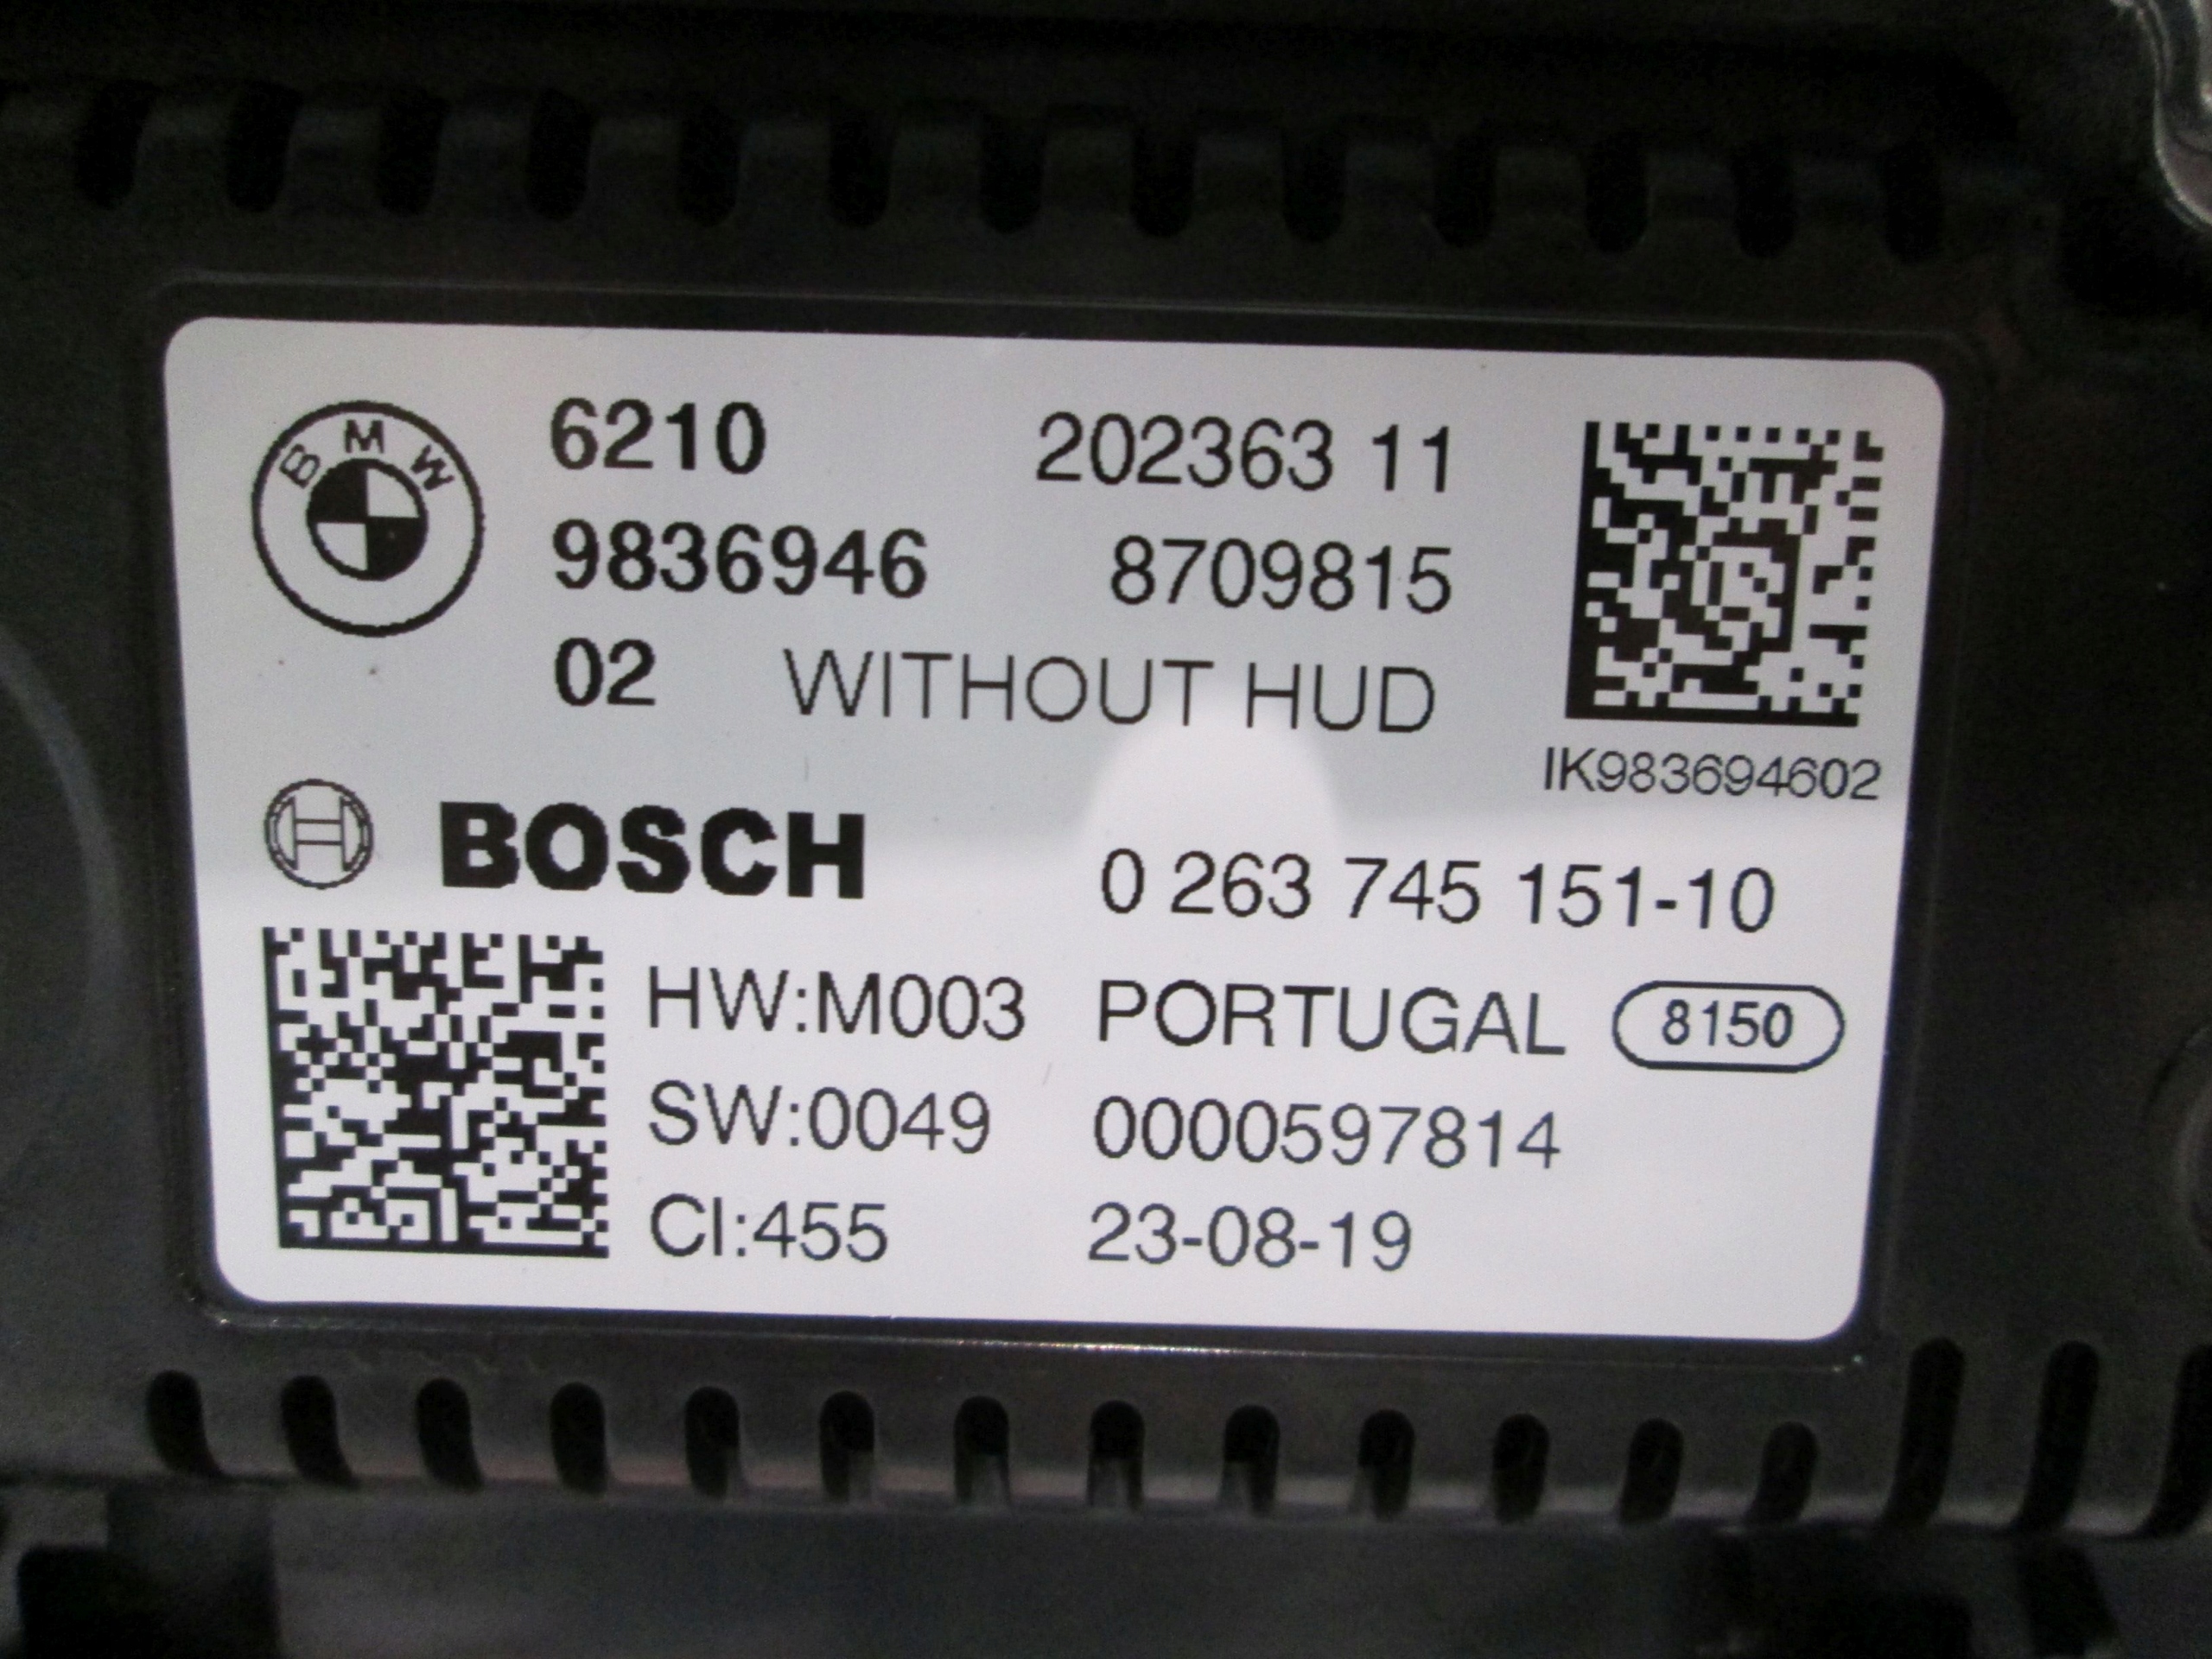 BMW
6210 202363 11
9836946 8709815
02 WITHOUT HUD
IK983694602
BOSCH 0 263 745 151-10
HW:M003 PORTUGAL 8150
SW:0049 0000597814
CI:455 23-08-19